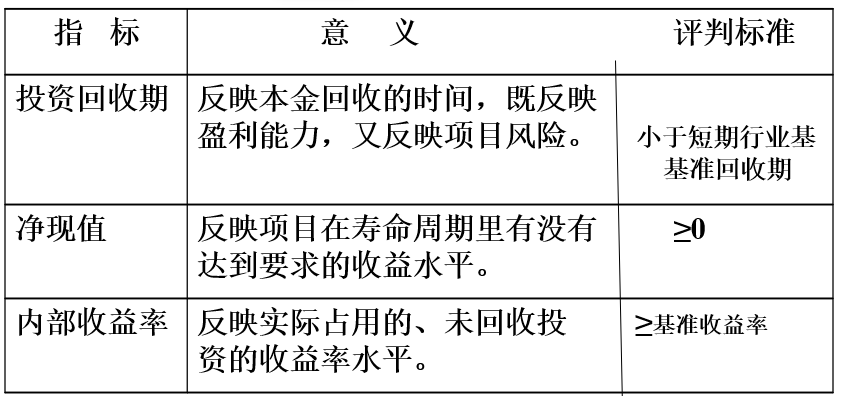 指 标 意 义 评判标准
投资回收期 反映本金回收的时间，既反映
盈利能力，又反映项目风险。
小于短期行业基
基准回收期
净现值 反映项目在寿命周期里有没有 ≥0
达到要求的收益水平。
内部收益率 反映实际占用的、未回收投 ≥基准收益率
资的收益率水平。